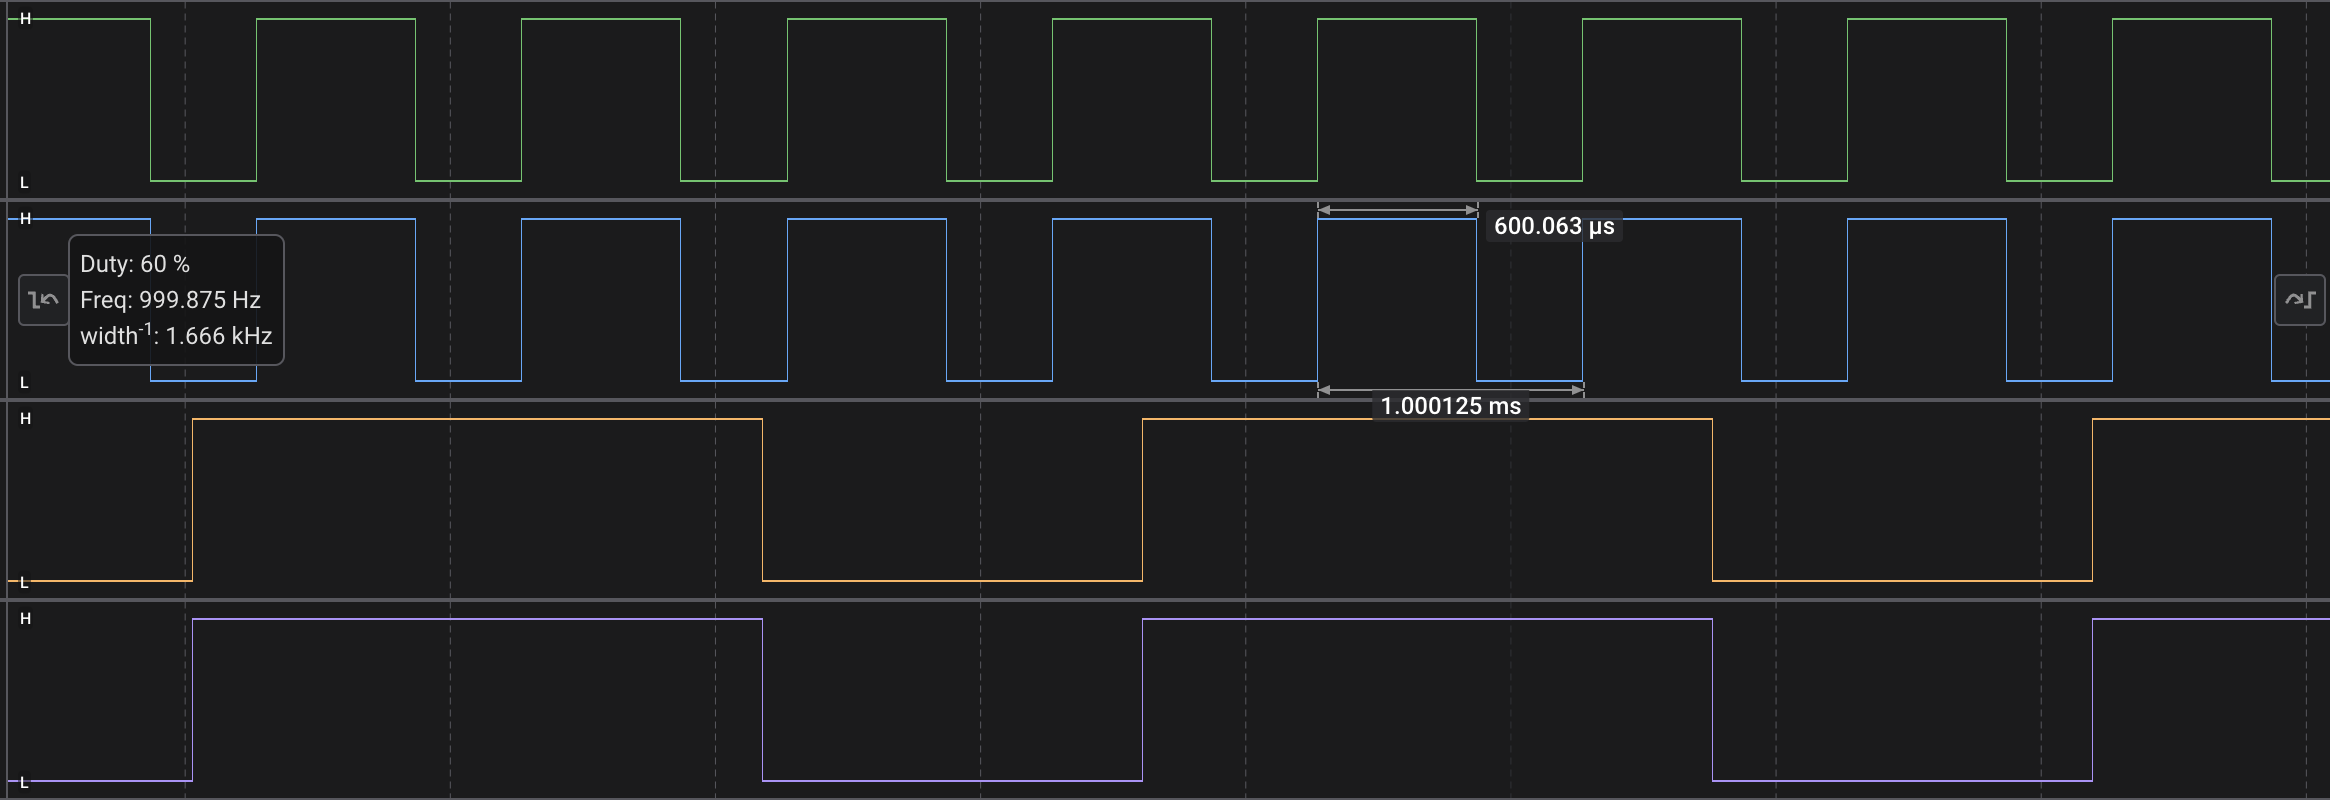 H
L
H
600.063 µs
Duty: 60 %
Freq: 999.875 Hz
width-1: 1.666 kHz
L
1.000125 ms
H
L
H
L